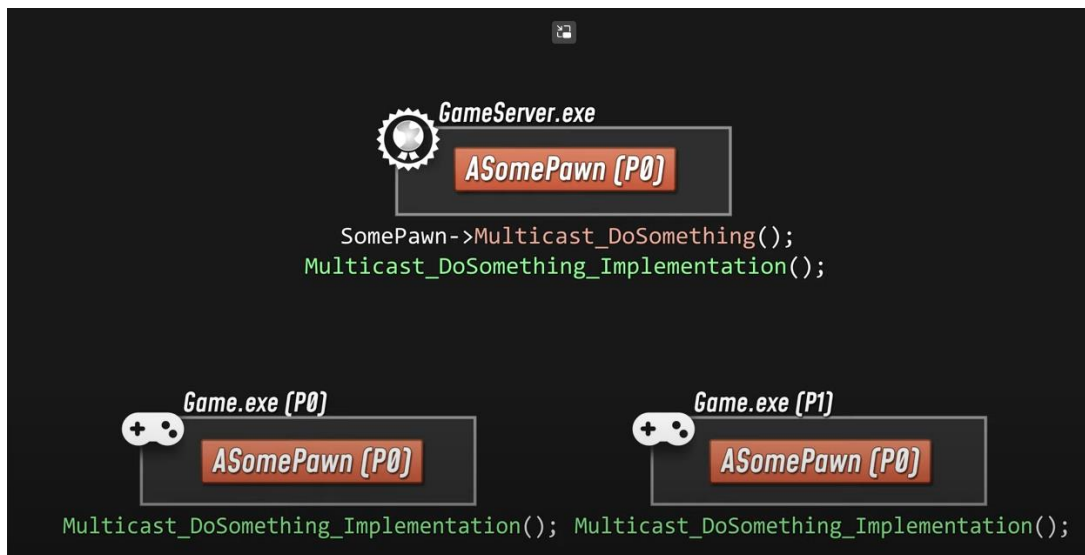 GameServer.exe
ASomePawn (P0)
SomePawn->Multicast_DoSomething();
Multicast_DoSomething_Implementation();
Game.exe (P0)
ASomePawn (P0)
Multicast_DoSomething_Implementation();
Game.exe (P1)
ASomePawn (P0)
Multicast_DoSomething_Implementation();